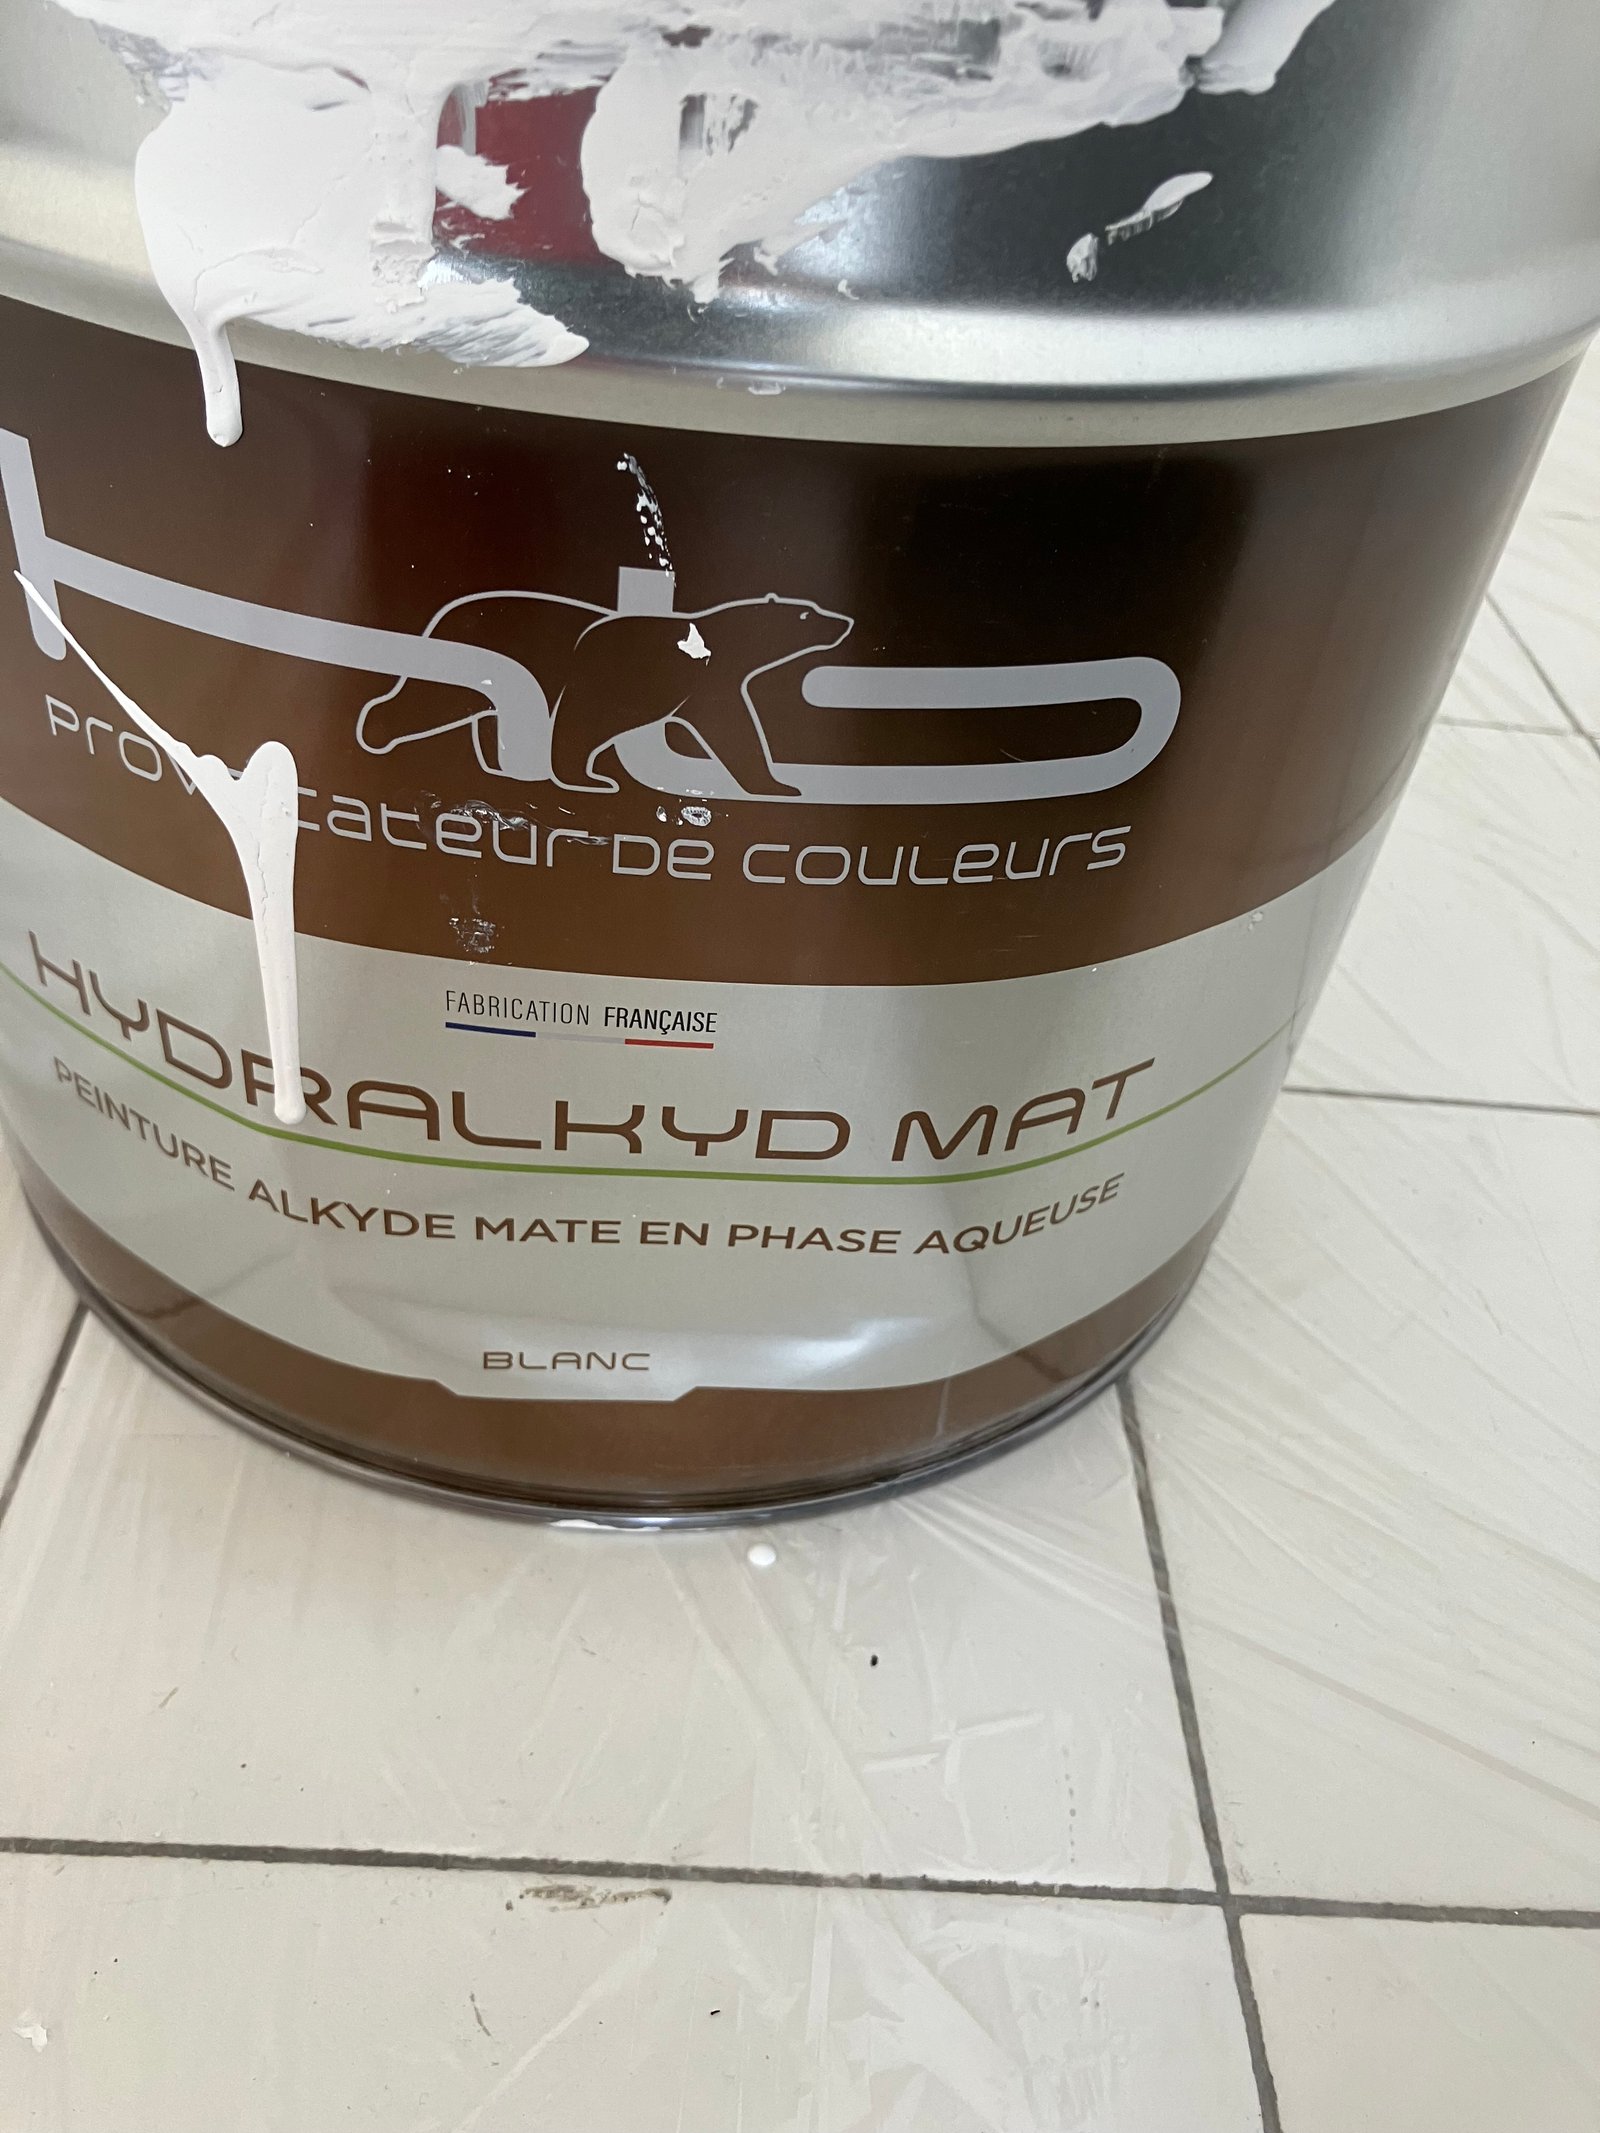 Provocateur de couleurs
FABRICATION FRANÇAISE
HYDRALKYD MAT
PEINTURE ALKYDE MATE EN PHASE AQUEUSE
BLANC